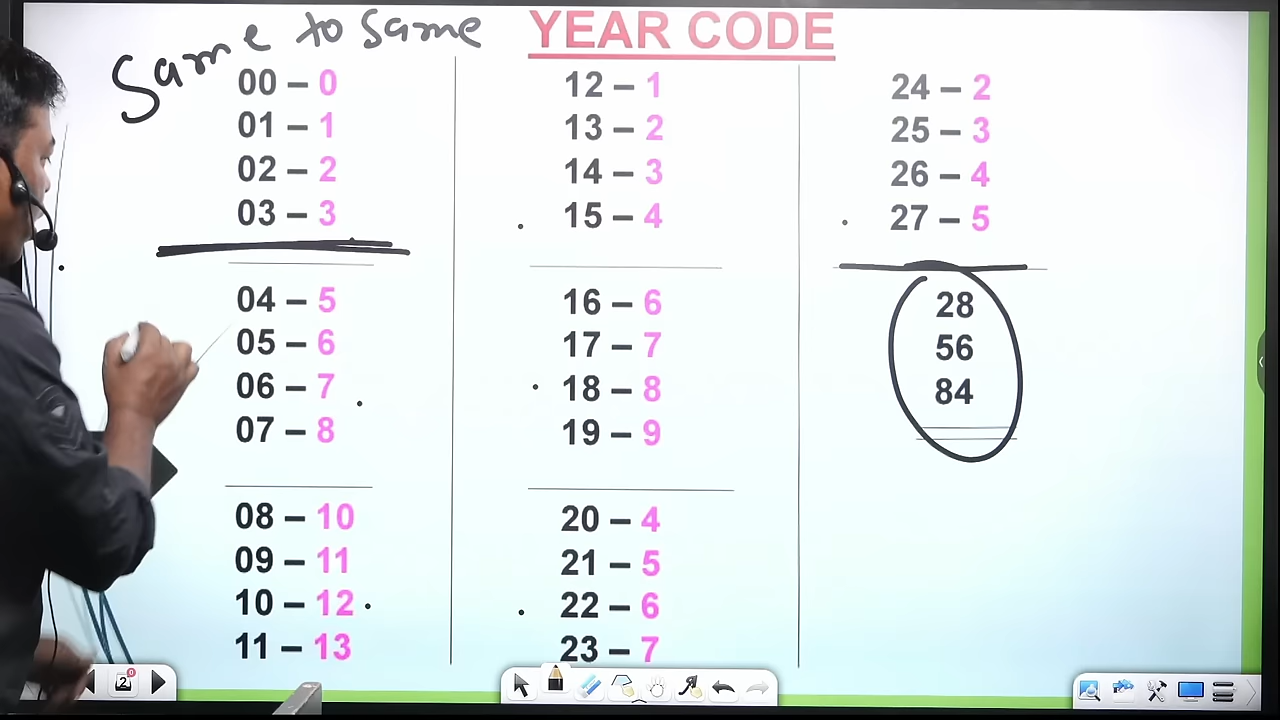 Same to Same
YEAR CODE
00 – 0
01 – 1
02 – 2
03 – 3
04 – 5
05 – 6
06 – 7
07 – 8
08 – 10
09 – 11
10 – 12
11 – 13
12 – 1
13 – 2
14 – 3
15 – 4
16 – 6
17 – 7
18 – 8
19 – 9
20 – 4
21 – 5
22 – 6
23 – 7
24 – 2
25 – 3
26 – 4
27 – 5
28
56
84
2
0